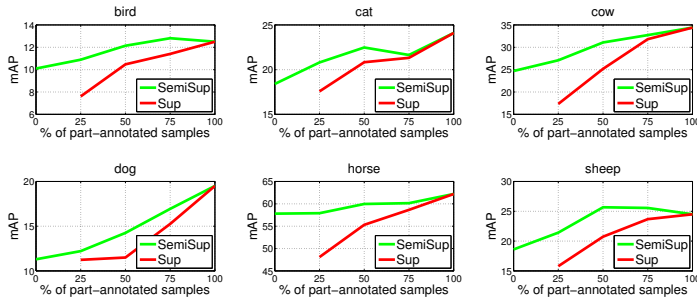 bird
14
12
10
8
6
mAP
SemiSup
Sup
0 25 50 75 100
% of part−annotated samples
cat
25
20
15
mAP
SemiSup
Sup
0 25 50 75 100
% of part−annotated samples
cow
35
30
25
20
15
mAP
SemiSup
Sup
0 25 50 75 100
% of part−annotated samples
dog
20
15
10
mAP
SemiSup
Sup
0 25 50 75 100
% of part−annotated samples
horse
65
60
55
50
45
mAP
SemiSup
Sup
0 25 50 75 100
% of part−annotated samples
sheep
30
25
20
15
mAP
SemiSup
Sup
0 25 50 75 100
% of part−annotated samples